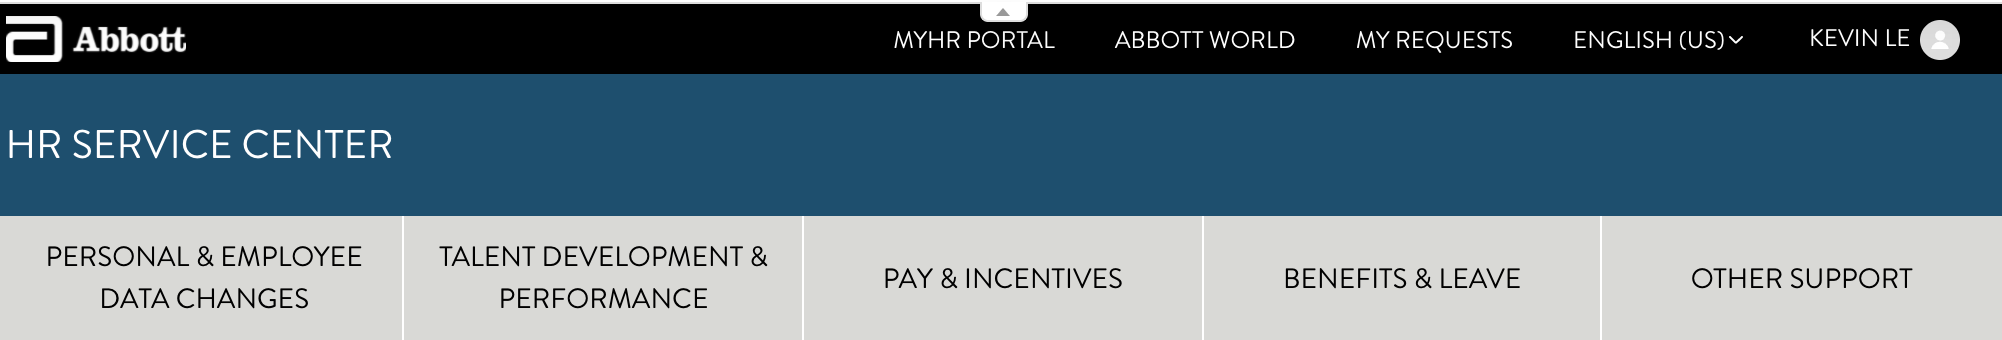 Abbott
MYHR PORTAL
ABBOTT WORLD
MY REQUESTS
ENGLISH (US)
KEVIN LE
HR SERVICE CENTER
PERSONAL & EMPLOYEE
DATA CHANGES
TALENT DEVELOPMENT &
PERFORMANCE
PAY & INCENTIVES
BENEFITS & LEAVE
OTHER SUPPORT